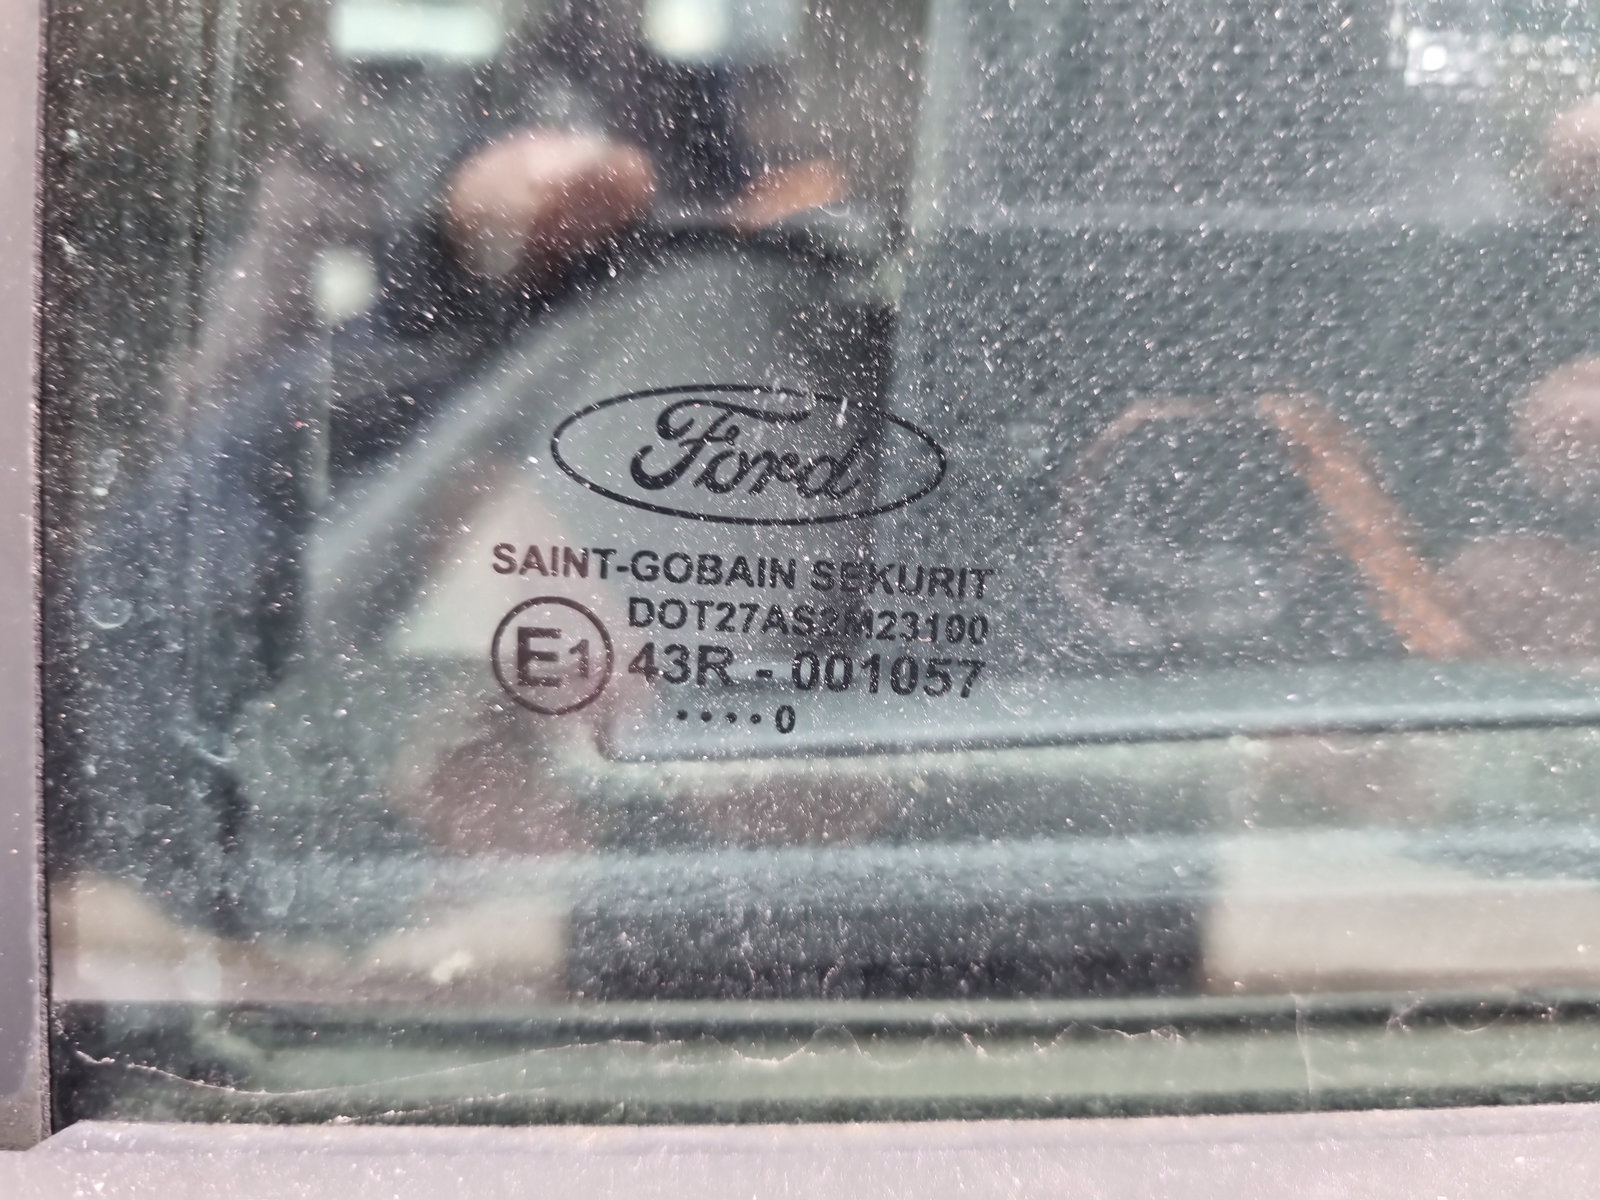 Ford
SAINT-GOBAIN SEKURIT
DOT27AS2M23100
E1 43R - 001057
....0